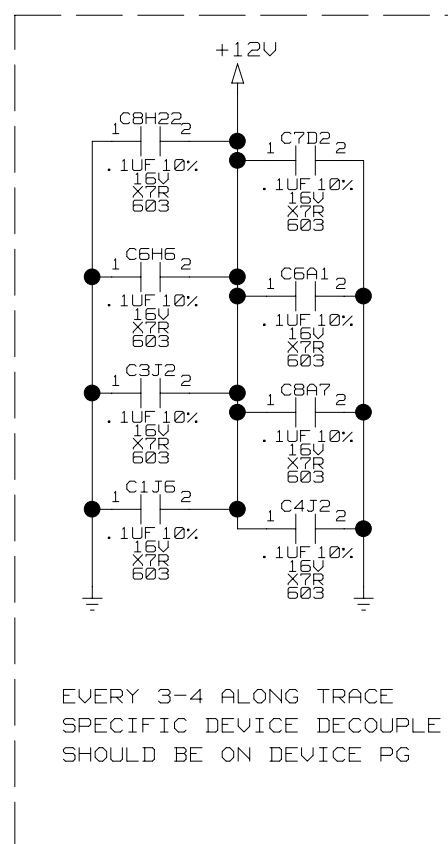 +12V
C8H22
1 2
.1UF 10%
16V
X7R
603
C7D2
1 2
.1UF 10%
16V
X7R
603
C6H6
1 2
.1UF 10%
16V
X7R
603
C6A1
1 2
.1UF 10%
16V
X7R
603
C3J2
1 2
.1UF 10%
16V
X7R
603
C8A7
1 2
.1UF 10%
16V
X7R
603
C1J6
1 2
.1UF 10%
16V
X7R
603
C4J2
1 2
.1UF 10%
16V
X7R
603
EVERY 3-4 ALONG TRACE
SPECIFIC DEVICE DECOUPLE
SHOULD BE ON DEVICE PG